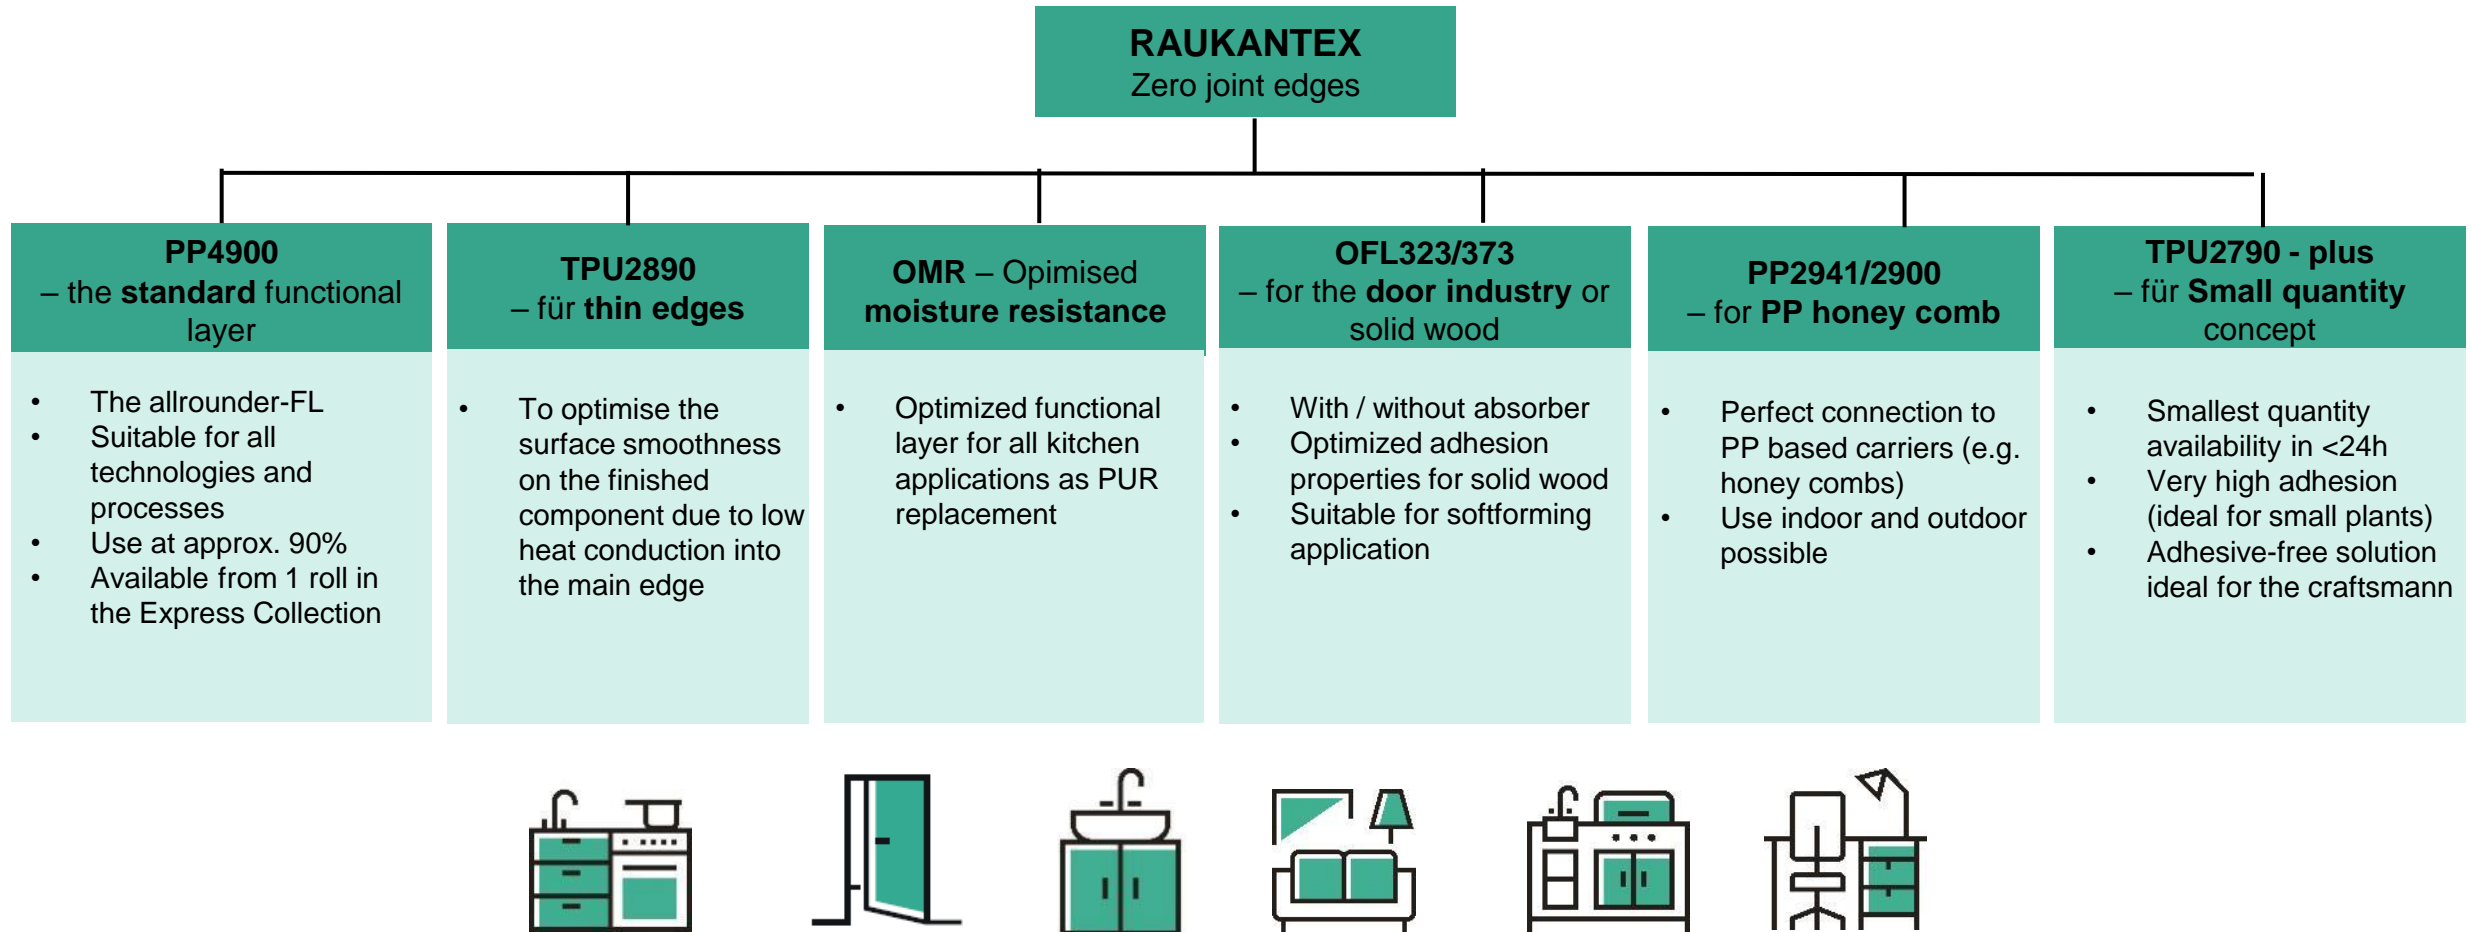 RAUKANTEX
Zero joint edges
PP4900
– the standard functional
layer
• The allrounder-FL
• Suitable for all
technologies and
processes
• Use at approx. 90%
• Available from 1 roll in
the Express Collection
TPU2890
– für thin edges
• To optimise the
surface smoothness
on the finished
component due to low
heat conduction into
the main edge
OMR – Opimised
moisture resistance
• Optimized functional
layer for all kitchen
applications as PUR
replacement
OFL323/373
– for the door industry or
solid wood
• With / without absorber
• Optimized adhesion
properties for solid wood
• Suitable for softforming
application
PP2941/2900
– for PP honey comb
• Perfect connection to
PP based carriers (e.g.
honey combs)
• Use indoor and outdoor
possible
TPU2790 - plus
– für Small quantity
concept
• Smallest quantity
availability in <24h
• Very high adhesion
(ideal for small plants)
• Adhesive-free solution
ideal for the craftsmann